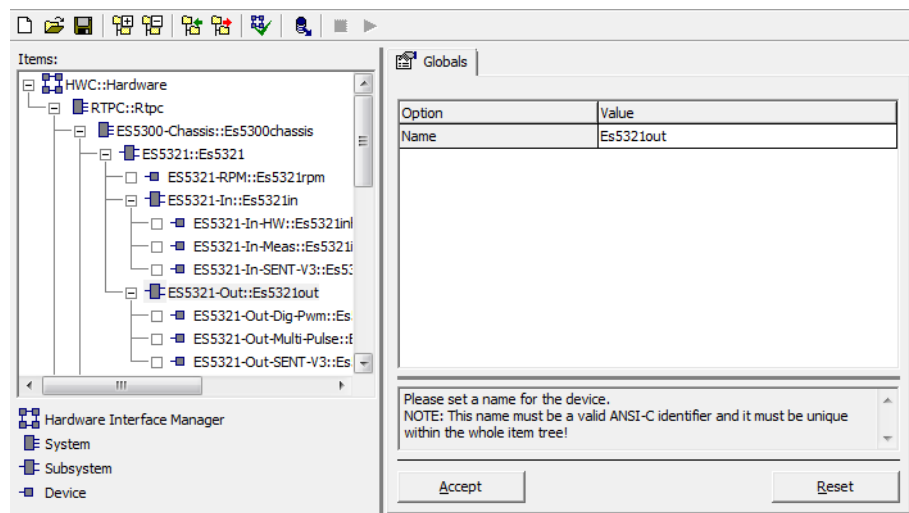 Items:
HWC::Hardware
RTPC::Rtpc
ES5300-Chassis::Es5300chassis
ES5321::Es5321
ES5321-RPM::Es5321rpm
ES5321-In::Es5321in
ES5321-In-HW::Es5321inl
ES5321-In-Meas::Es5321i
ES5321-In-SENT-V3::Es53
ES5321-Out::Es5321out
ES5321-Out-Dig-Pwm::Es
ES5321-Out-Multi-Pulse::E
ES5321-Out-SENT-V3::Es
Hardware Interface Manager
System
Subsystem
Device
Globals
Option Value
Name Es5321out
Please set a name for the device.
NOTE: This name must be a valid ANSI-C identifier and it must be unique
within the whole item tree!
Accept Reset